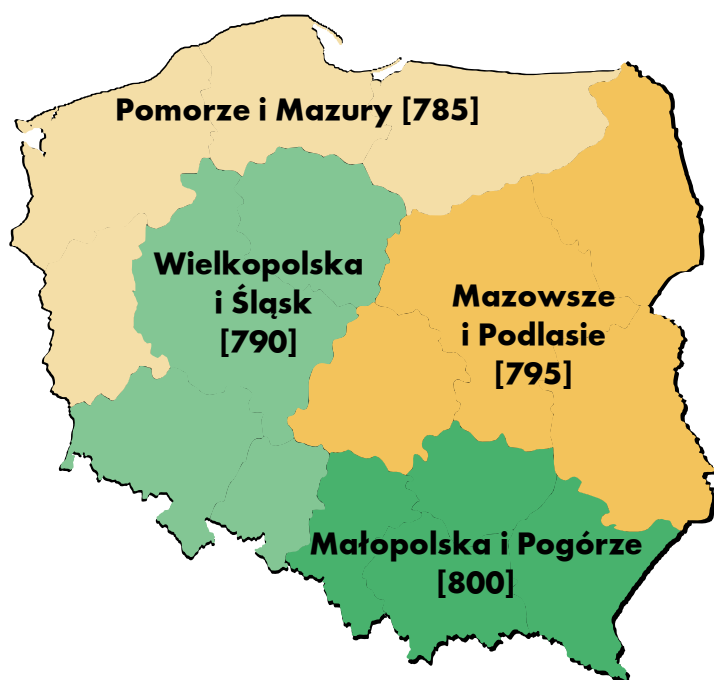 Pomorze i Mazury [785]
Wielkopolska
i Śląsk
[790]
Mazowsze
i Podlasie
[795]
Małopolska i Pogórze
[800]